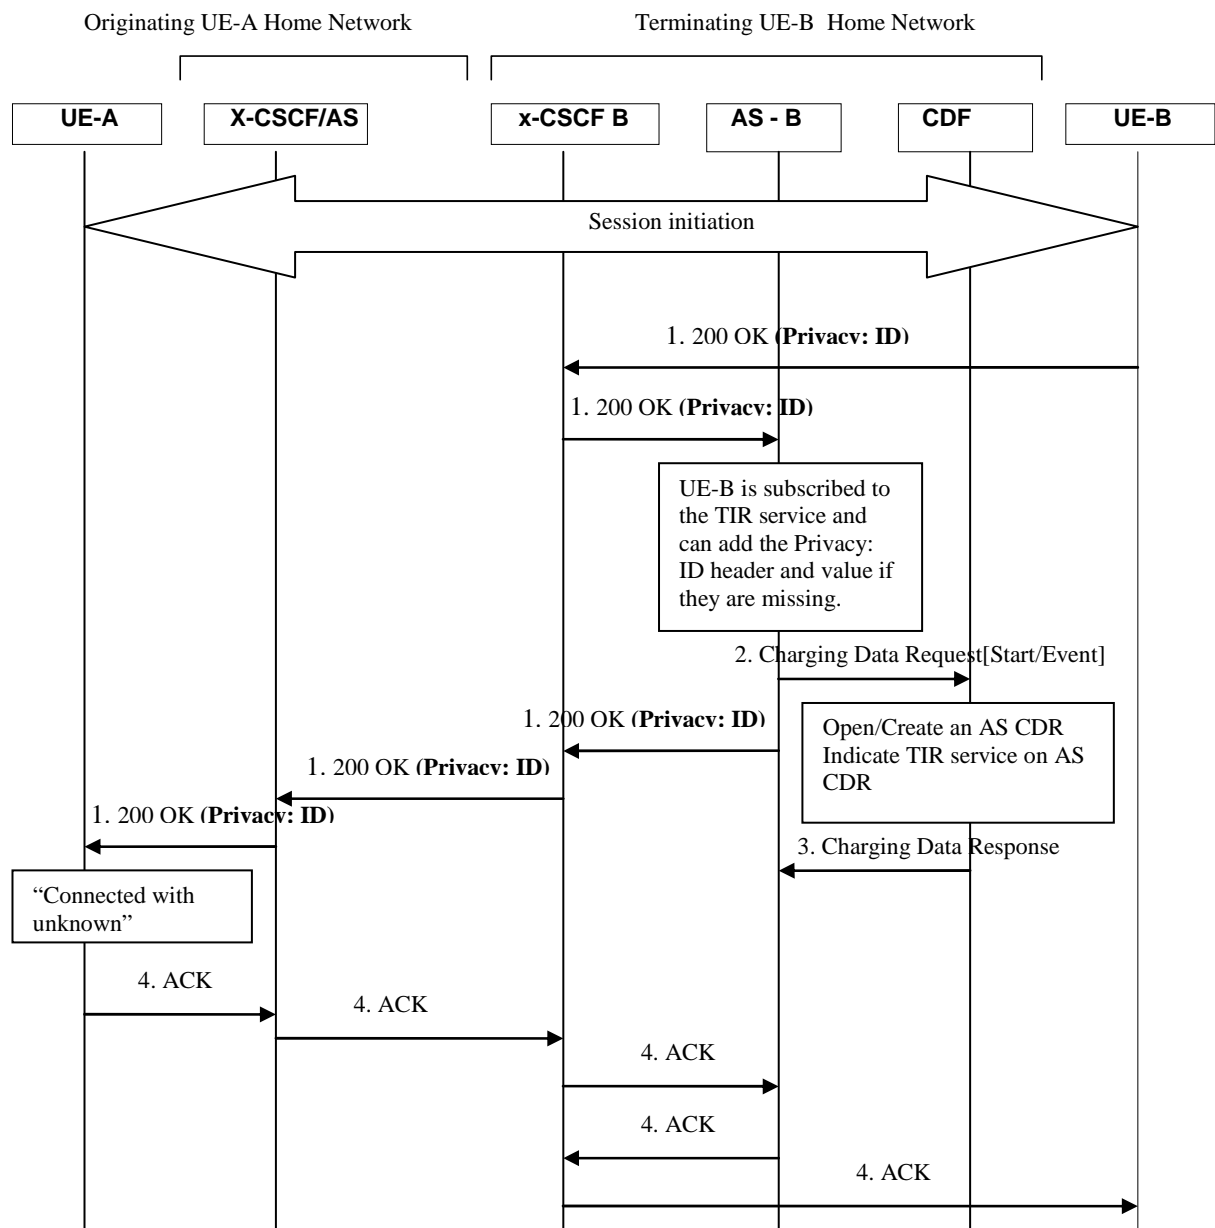 Originating UE-A Home Network
Terminating UE-B Home Network
UE-A
X-CSCF/AS
x-CSCF B
AS - B
CDF
UE-B
Session initiation
1. 200 OK (Privacy: ID)
1. 200 OK (Privacy: ID)
UE-B is subscribed to
the TIR service and
can add the Privacy:
ID header and value if
they are missing.
2. Charging Data Request[Start/Event]
1. 200 OK (Privacy: ID)
Open/Create an AS CDR
Indicate TIR service on AS
CDR
1. 200 OK (Privacy: ID)
1. 200 OK (Privacy: ID)
3. Charging Data Response
“Connected with
unknown”
4. ACK
4. ACK
4. ACK
4. ACK
4. ACK